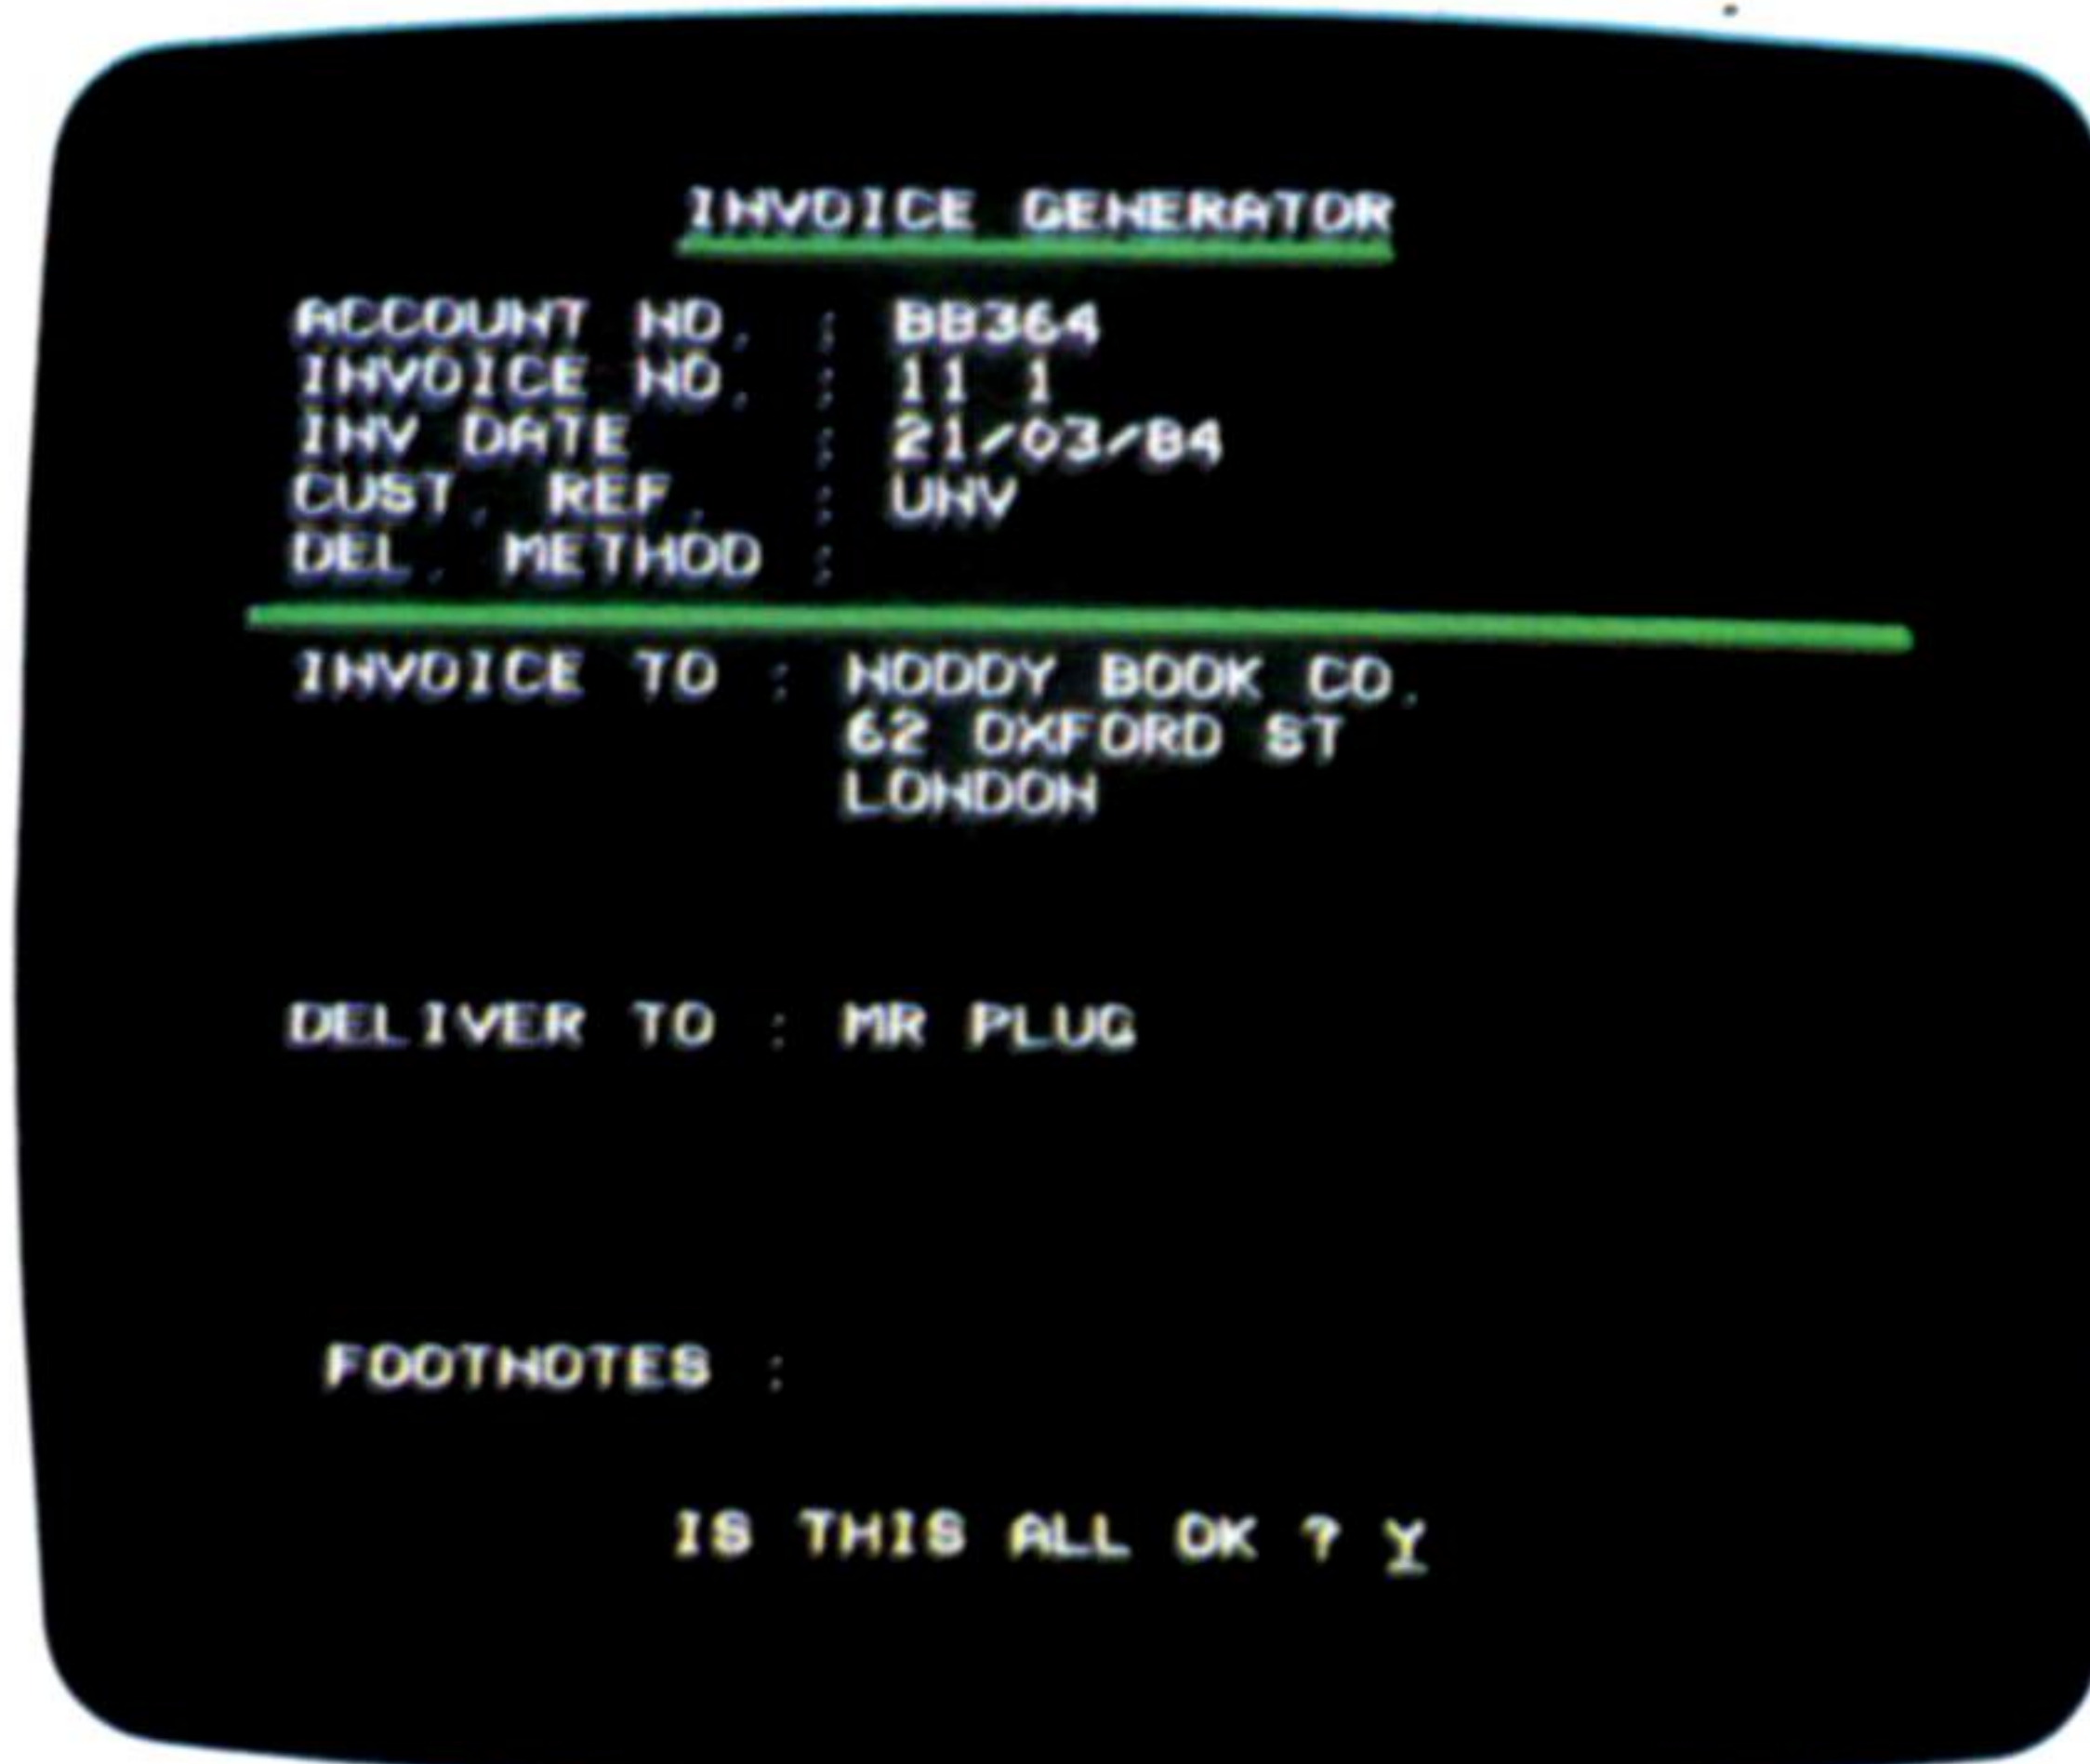 INVOICE GENERATOR
ACCOUNT NO. : BB364
INVOICE NO. : 11 1
INV DATE : 21/03/84
CUST. REF. : UNV
DEL. METHOD :
INVOICE TO : NODDY BOOK CO.
62 OXFORD ST
LONDON
DELIVER TO : MR PLUG
FOOTNOTES :
IS THIS ALL OK ? Y